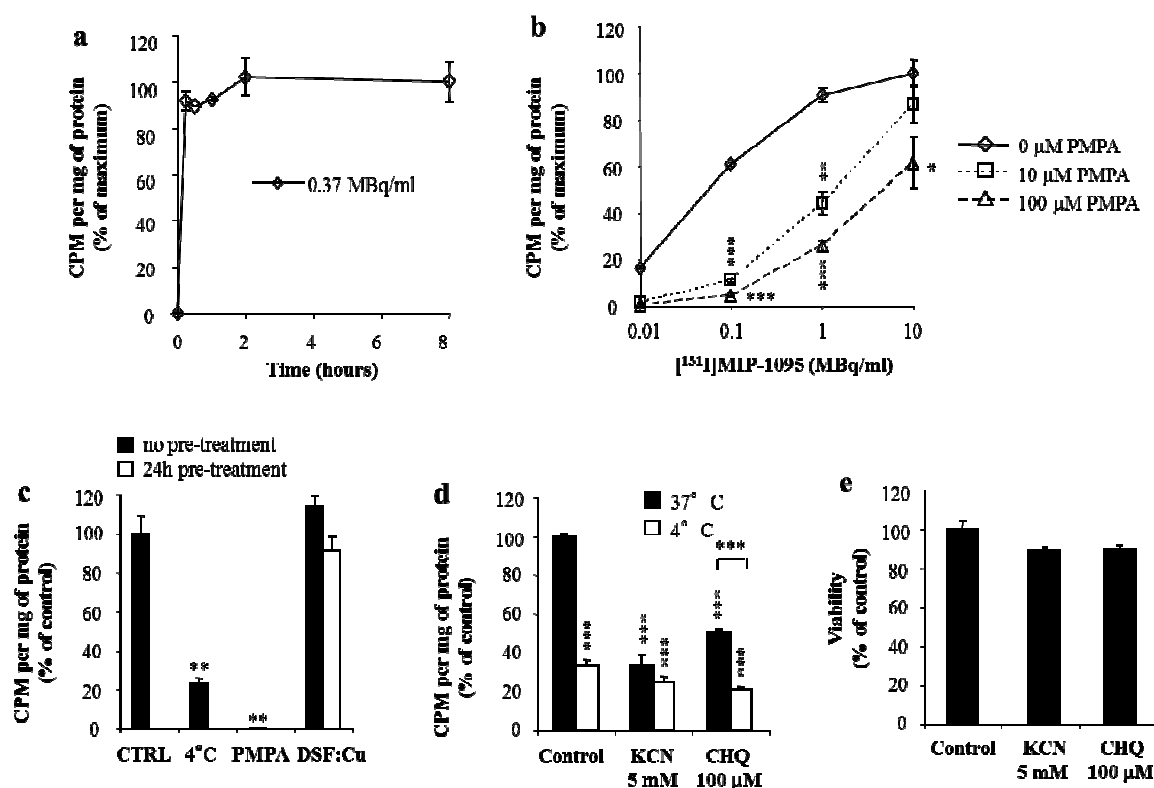 a
120
100
80
60
40
20
0
CPM per mg of protein
(% of maximum)
0.37 MBq/ml
0 2 4 6 8
Time (hours)
b
120
100
80
60
40
20
0
CPM per mg of protein
(% of maximum)
***
***
**
***
*
0.01 0.1 1 10
[¹³¹I]MIP-1095 (MBq/ml)
0 µM PMPA
10 µM PMPA
100 µM PMPA
no pre-treatment
24h pre-treatment
c
120
100
80
60
40
20
0
CPM per mg of protein
(% of control)
**
**
CTRL 4°C PMPA DSF:Cu
d
120
100
80
60
40
20
0
CPM per mg of protein
(% of control)
37° C
4° C
***
***
***
***
***
***
Control KCN CHQ
5 mM 100 µM
e
120
100
80
60
40
20
0
Viability
(% of control)
Control KCN CHQ
5 mM 100 µM